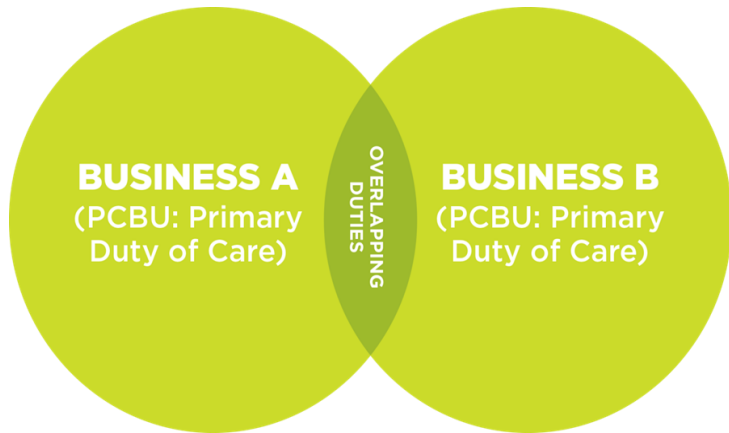 BUSINESS A
(PCBU: Primary
Duty of Care)
OVERLAPPING
DUTIES
BUSINESS B
(PCBU: Primary
Duty of Care)